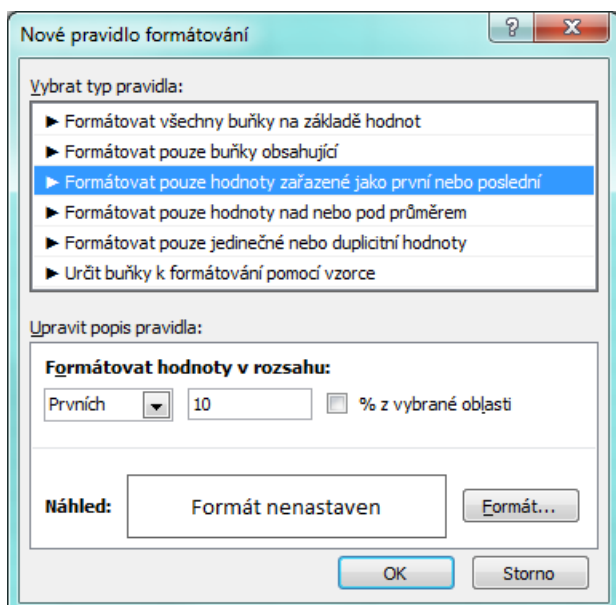 Nové pravidlo formátování
Vybrat typ pravidla:
► Formátovat všechny buňky na základě hodnot
► Formátovat pouze buňky obsahující
► Formátovat pouze hodnoty zařazené jako první nebo poslední
► Formátovat pouze hodnoty nad nebo pod průměrem
► Formátovat pouze jedinečné nebo duplicitní hodnoty
► Určit buňky k formátování pomocí vzorce
Upravit popis pravidla:
Formátovat hodnoty v rozsahu:
Prvních 10 % z vybrané oblasti
Náhled: Formát nenastaven Formát...
OK Storno